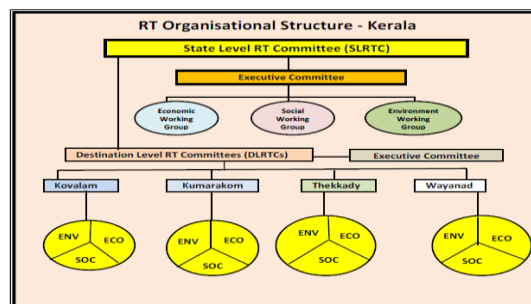 RT Organisational Structure - Kerala
State Level RT Committee (SLRTC)
Executive Committee
Economic
Working
Group
Social
Working
Group
Environment
Working
Group
Destination Level RT Committees (DLRTCs)
Executive Committee
Kovalam
Kumarakom
Thekkady
Wayanad
ENV
ECO
SOC
ENV
ECO
SOC
ENV
ECO
SOC
ENV
ECO
SOC